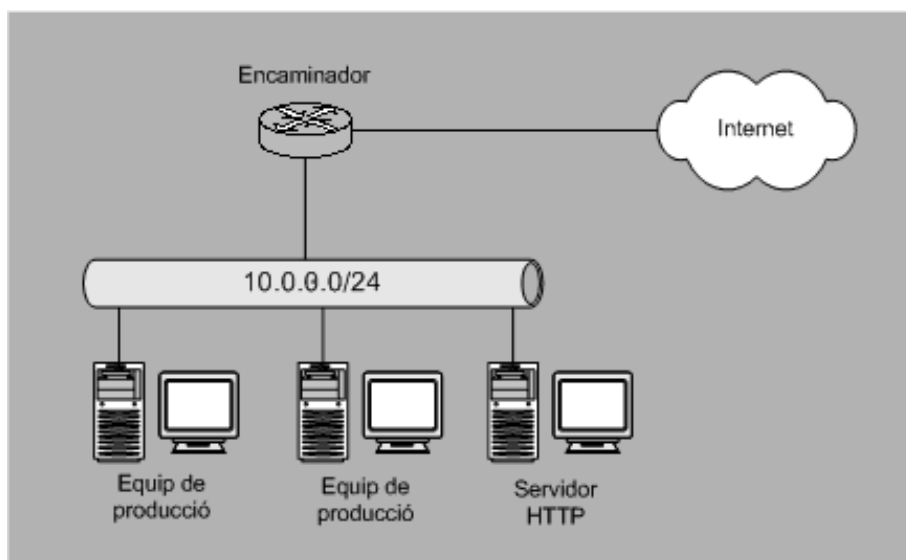 Encaminador
Internet
10.0.0.0/24
Equip de
producció
Equip de
producció
Servidor
HTTP